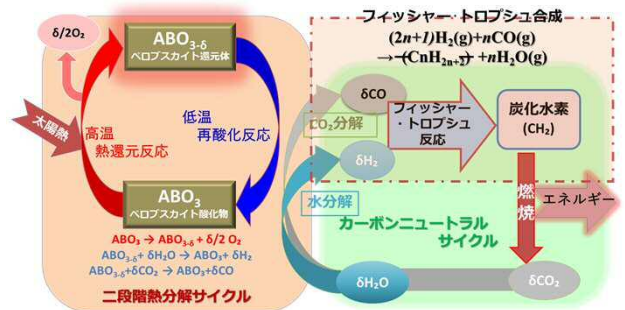 δ/2O₂
ABO₃₋δ
ペロブスカイト還元体
太陽熱
高温
熱還元反応
低温
再酸化反応
ABO₃
ペロブスカイト酸化物
ABO₃ → ABO₃₋δ + δ/2 O₂
ABO₃₋δ+ δH₂O → ABO₃+ δH₂
ABO₃₋δ+δCO₂ → ABO₃+δCO
二段階熱分解サイクル
フィッシャー・トロプシュ合成
(2n+1)H₂(g)+nCO(g)
→ (CnH₂ₙ₊₂) +nH₂O(g)
δCO
CO₂分解
δH₂
水分解
フィッシャー
・トロプシュ
反応
炭化水素
(CH₂)
燃焼
エネルギー
カーボンニュートラル
サイクル
δH₂O
δCO₂